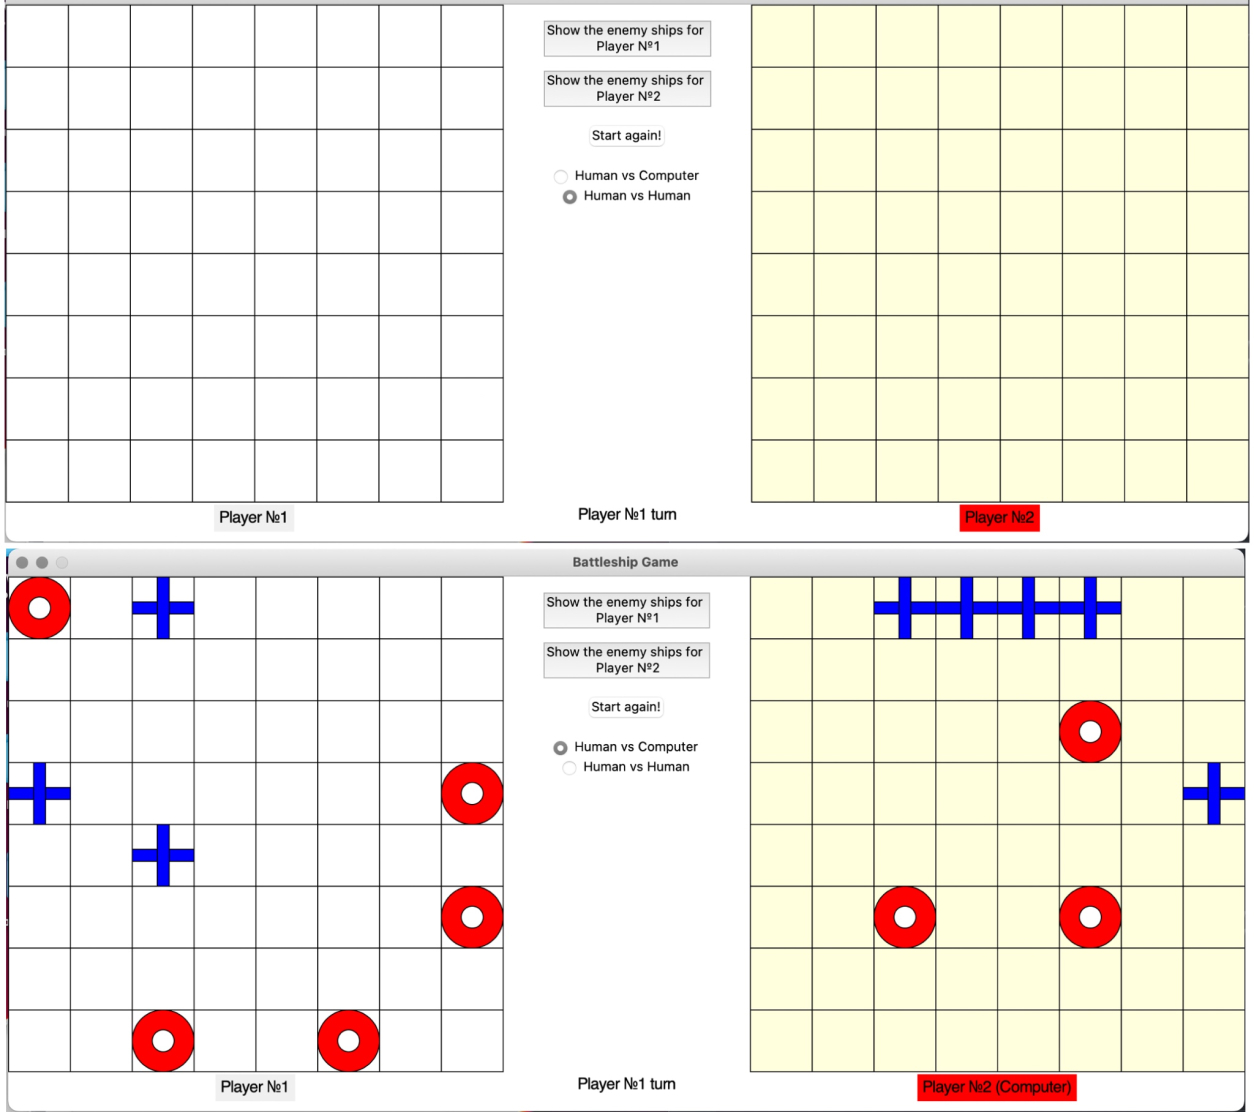 Show the enemy ships for
Player Nº1
Show the enemy ships for
Player Nº2
Start again!
Human vs Computer
Human vs Human
Player №1
Player №1 turn
Player №2
Battleship Game
Show the enemy ships for
Player Nº1
Show the enemy ships for
Player Nº2
Start again!
Human vs Computer
Human vs Human
Player №1
Player №1 turn
Player №2 (Computer)